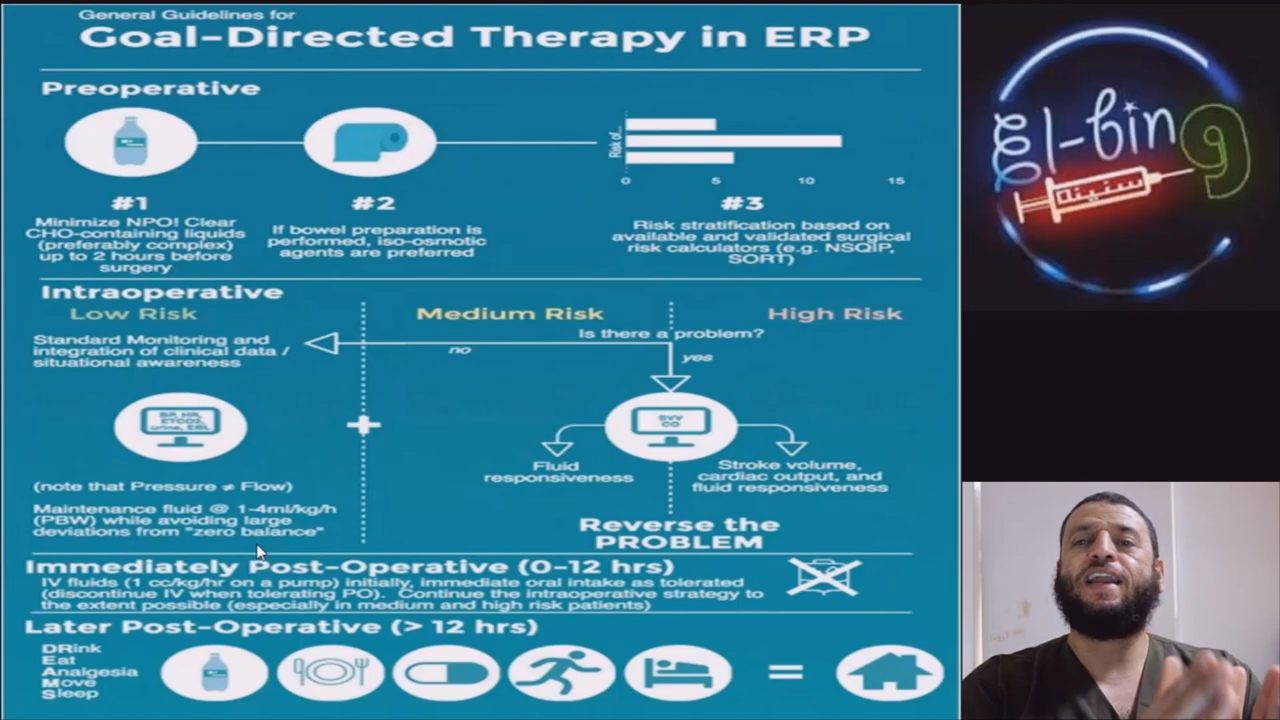 General Guidelines for
Goal-Directed Therapy in ERP
Preoperative
Risk of...
0 5 10 15
#1
Minimize NPO! Clear
CHO-containing liquids
(preferably complex)
up to 2 hours before
surgery
#2
If bowel preparation is
performed, iso-osmotic
agents are preferred
#3
Risk stratification based on
available and validated surgical
risk calculators (e.g. NSQIP,
SORT)
Intraoperative
Low Risk
Medium Risk
High Risk
Standard Monitoring and
integration of clinical data /
situational awareness
Is there a problem?
no
yes
BP, HR,
ETCO2,
urine, EBL
+
SVV
CO
Fluid
responsiveness
Stroke volume,
cardiac output, and
fluid responsiveness
(note that Pressure ≠ Flow)
Maintenance fluid @ 1-4ml/kg/h
(PBW) while avoiding large
deviations from "zero balance"
Reverse the
PROBLEM
Immediately Post-Operative (0-12 hrs)
IV fluids (1 cc/kg/hr on a pump) initially, immediate oral intake as tolerated
(discontinue IV when tolerating PO). Continue the intraoperative strategy to
the extent possible (especially in medium and high risk patients)
Later Post-Operative (> 12 hrs)
DRink
Eat
Analgesia
Move
Sleep
=
El-bing
سنينه